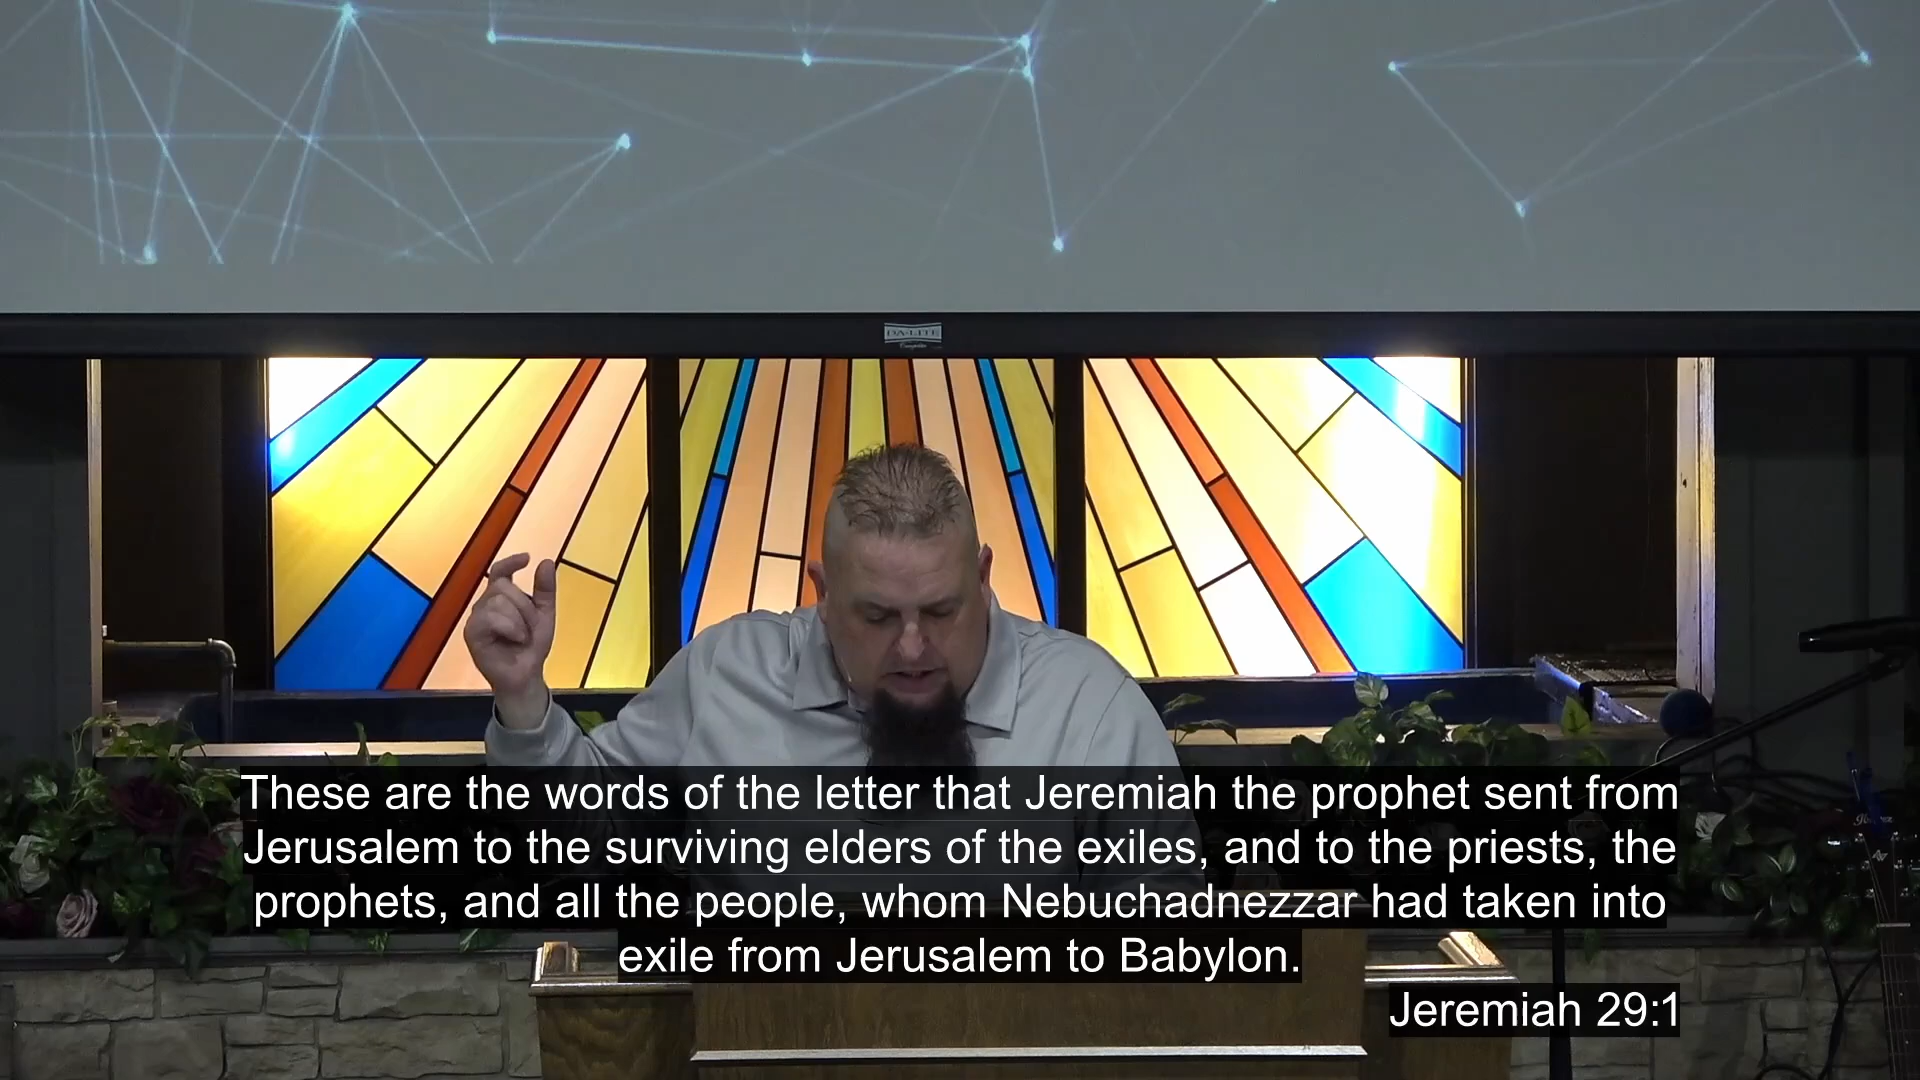 DA-LITE
These are the words of the letter that Jeremiah the prophet sent from
Jerusalem to the surviving elders of the exiles, and to the priests, the
prophets, and all the people, whom Nebuchadnezzar had taken into
exile from Jerusalem to Babylon.
Jeremiah 29:1